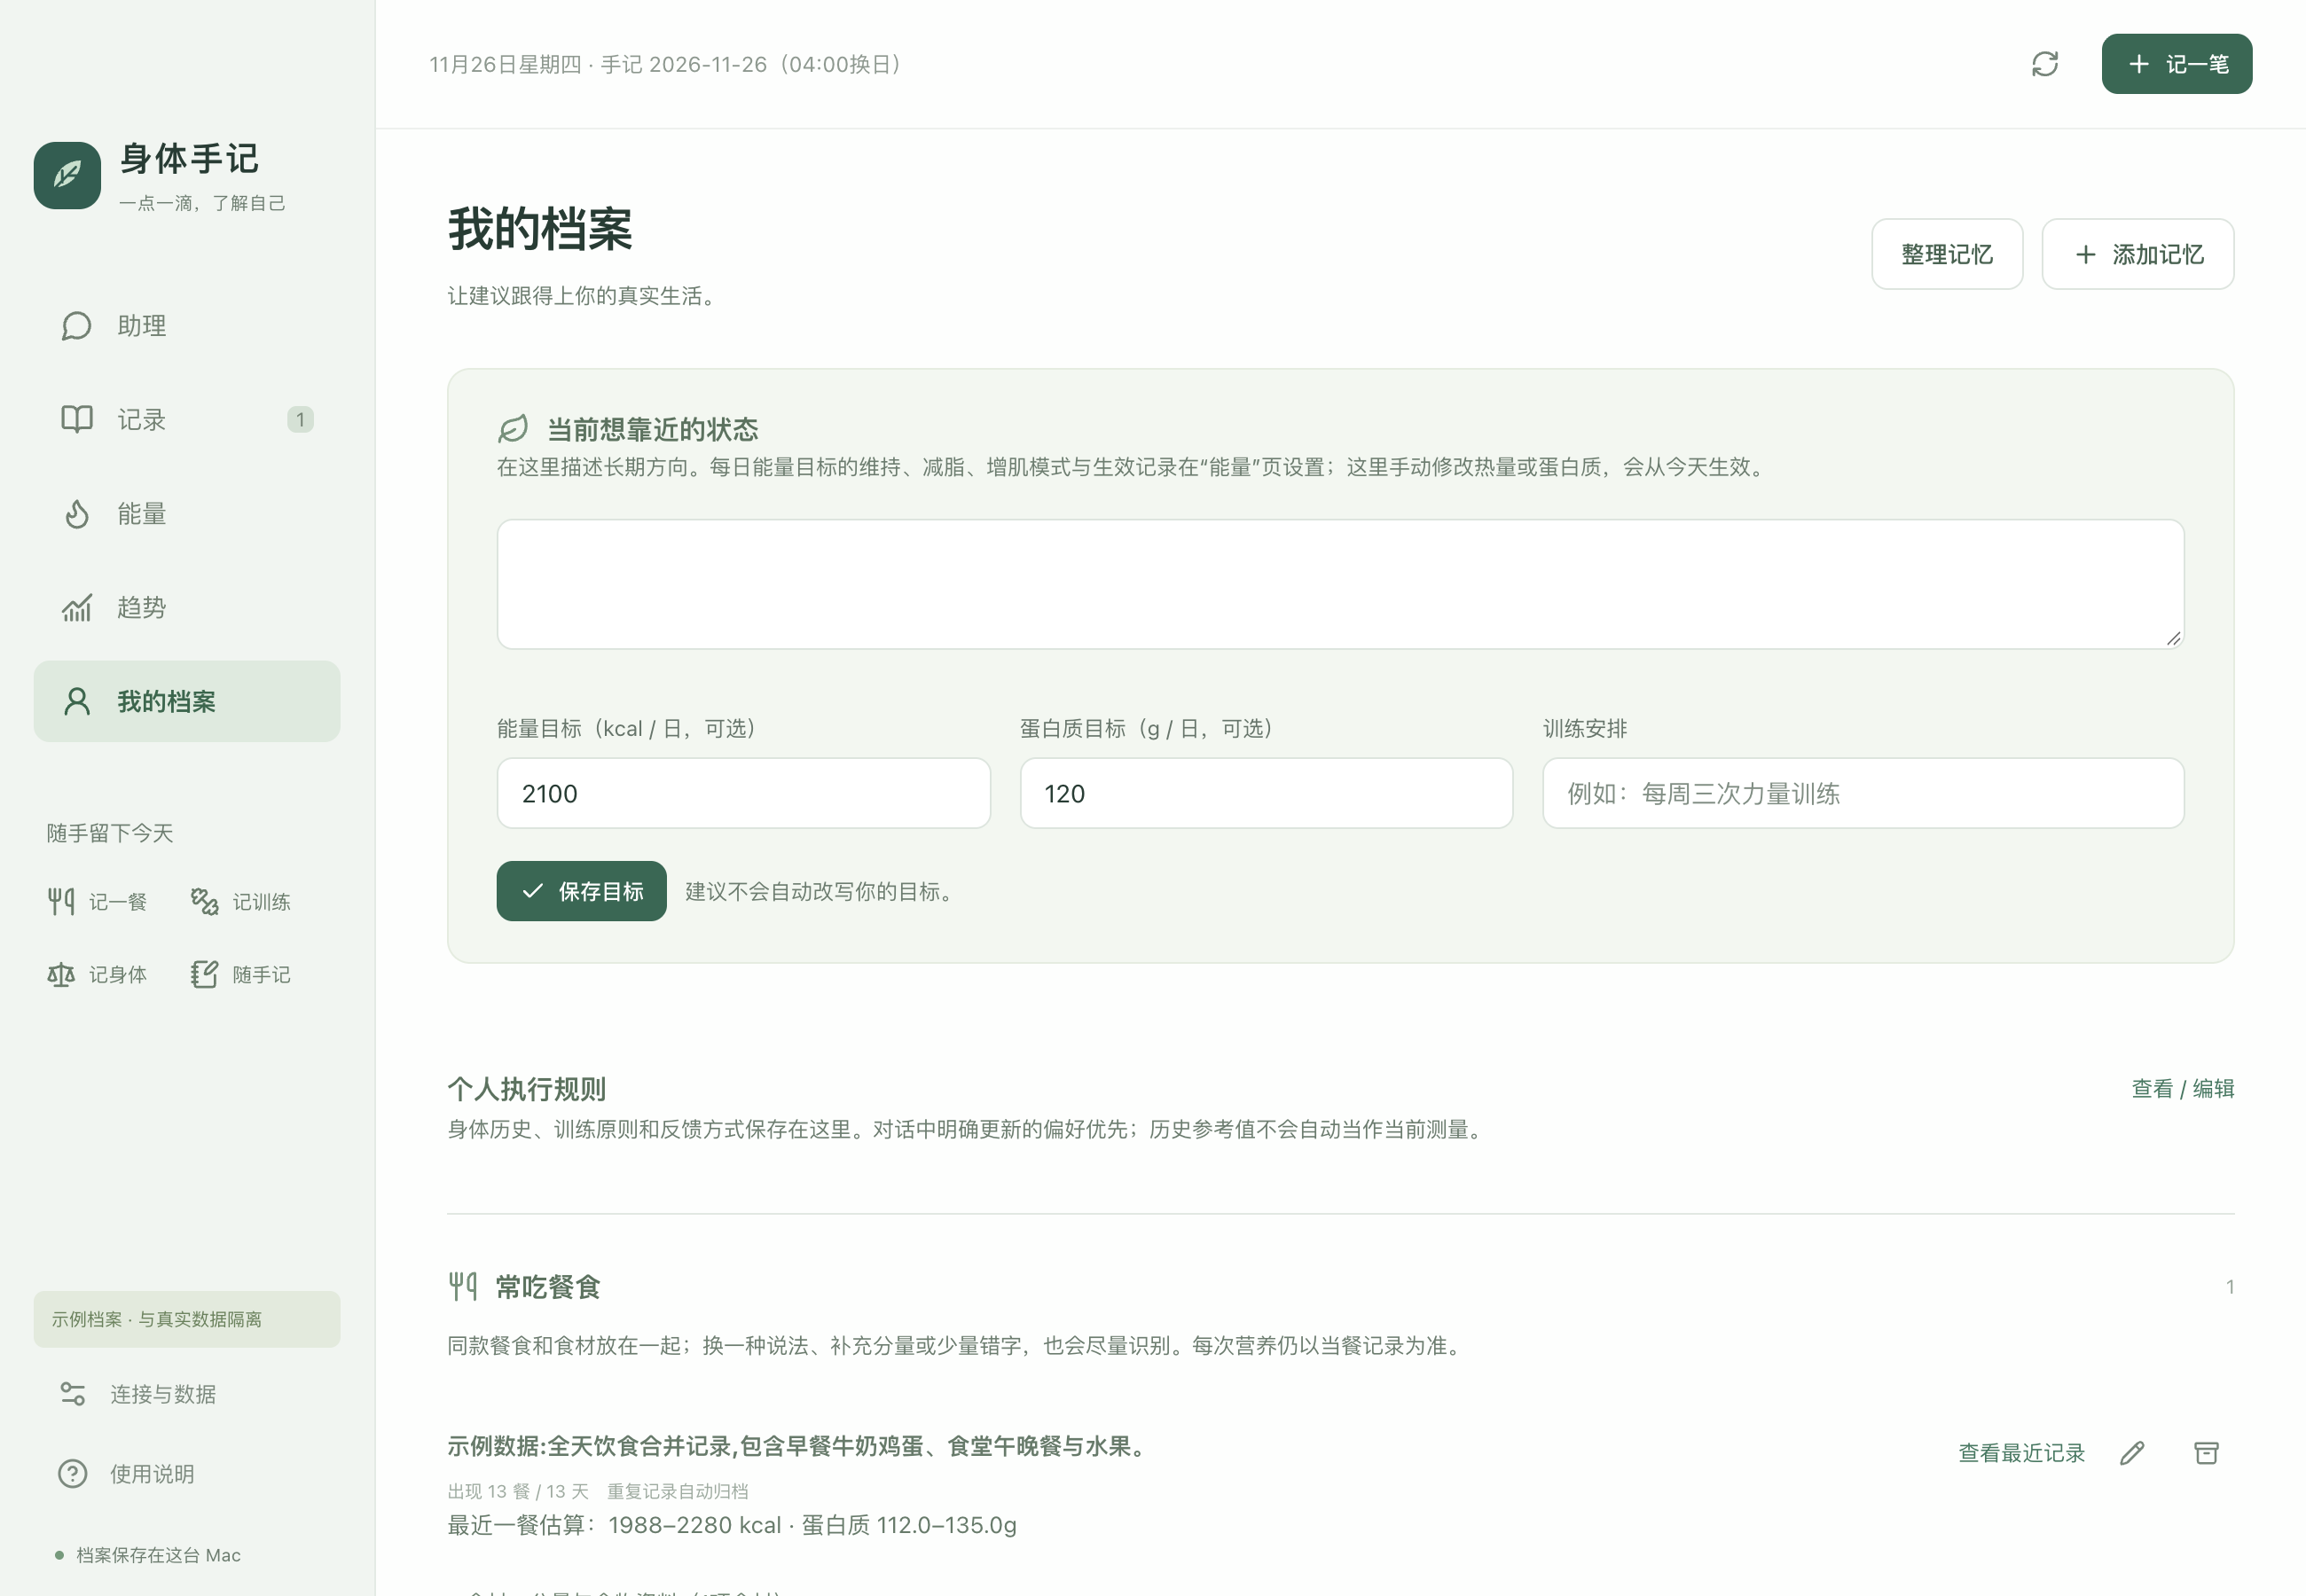 11月26日星期四 · 手记 2026-11-26（04:00换日）
记一笔
身体手记
一点一滴，了解自己
助理
记录
1
能量
趋势
我的档案
随手留下今天
记一餐
记训练
记身体
随手记
示例档案 · 与真实数据隔离
连接与数据
使用说明
档案保存在这台 Mac
我的档案
让建议跟得上你的真实生活。
整理记忆
添加记忆
当前想靠近的状态
在这里描述长期方向。每日能量目标的维持、减脂、增肌模式与生效记录在“能量”页设置；这里手动修改热量或蛋白质，会从今天生效。
能量目标（kcal / 日，可选）
2100
蛋白质目标（g / 日，可选）
120
训练安排
例如：每周三次力量训练
保存目标
建议不会自动改写你的目标。
个人执行规则
查看 / 编辑
身体历史、训练原则和反馈方式保存在这里。对话中明确更新的偏好优先；历史参考值不会自动当作当前测量。
常吃餐食
1
同款餐食和食材放在一起；换一种说法、补充分量或少量错字，也会尽量识别。每次营养仍以当餐记录为准。
示例数据:全天饮食合并记录,包含早餐牛奶鸡蛋、食堂午晚餐与水果。
查看最近记录
出现 13 餐 / 13 天 重复记录自动归档
最近一餐估算：1988–2280 kcal · 蛋白质 112.0–135.0g